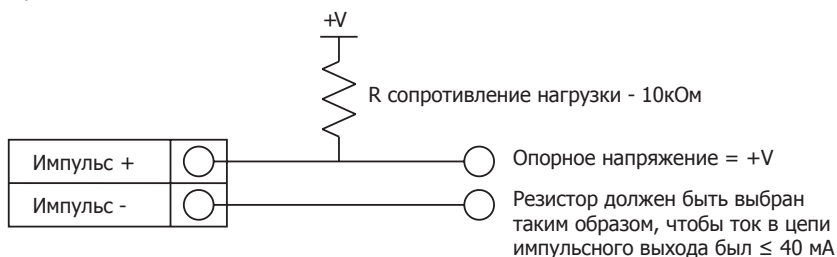 +V
R сопротивление нагрузки - 10кОм
Импульс +
Опорное напряжение = +V
Импульс -
Резистор должен быть выбран
таким образом, чтобы ток в цепи
импульсного выхода был ≤ 40 мА